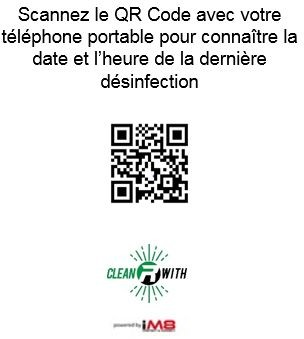 Scannez le QR Code avec votre
téléphone portable pour connaître la
date et l'heure de la dernière
désinfection
CLEAN R WITH
powered by iM8